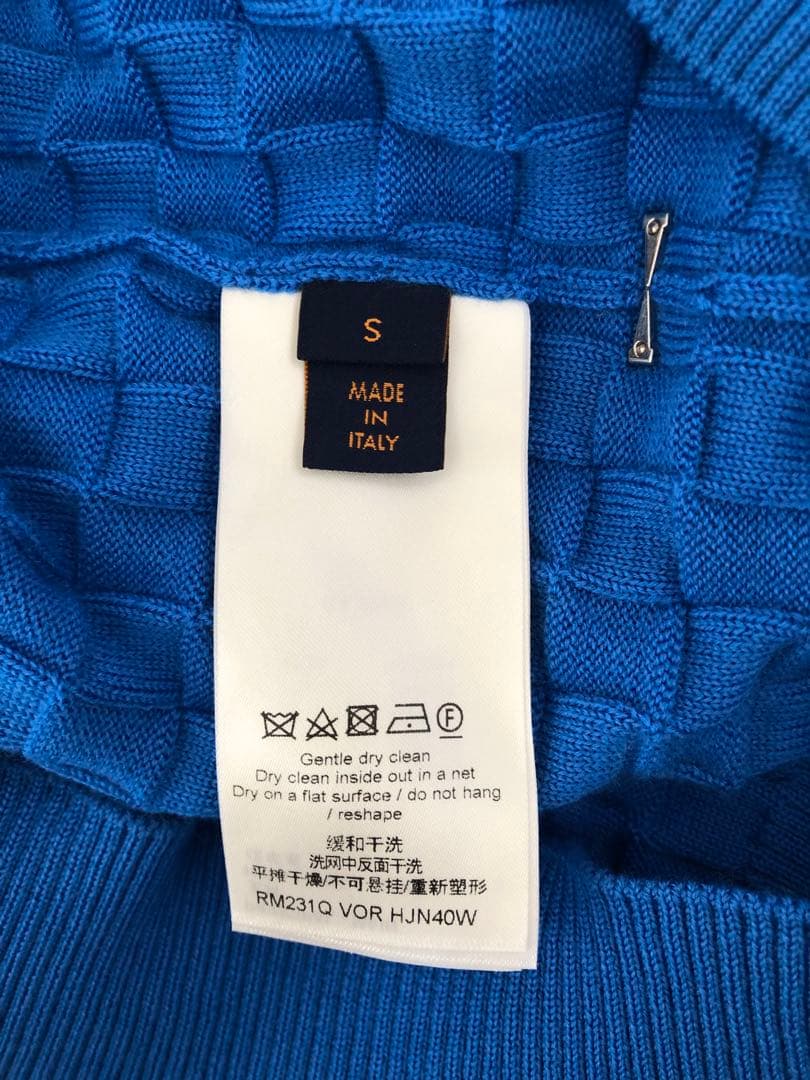 S
MADE
IN
ITALY
F
Gentle dry clean
Dry clean inside out in a net
Dry on a flat surface / do not hang
/ reshape
缓和干洗
洗网中反面干洗
平摊干燥/不可悬挂/重新塑形
RM231Q VOR HJN40W